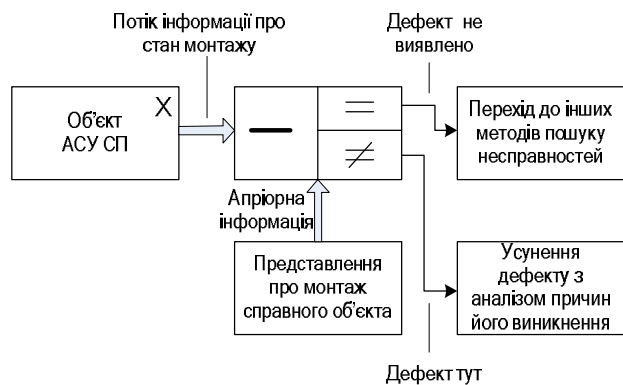 Потік інформації про
стан монтажу
Дефект не
виявлено
Об'єкт
АСУ СП
X
Перехід до інших
методів пошуку
несправностей
Апріорна
інформація
Представлення
про монтаж
справного об'єкта
Усунення
дефекту з
аналізом причин
його виникнення
Дефект тут